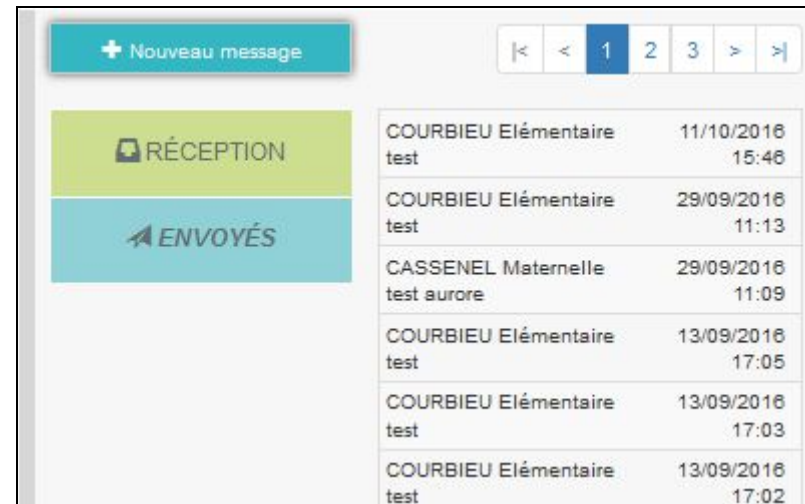 Nouveau message
|< < 1 2 3 > >|
RÉCEPTION
ENVOYÉS
COURBIEU Elémentaire 11/10/2016
test 15:46
COURBIEU Elémentaire 29/09/2016
test 11:13
CASSENEL Maternelle 29/09/2016
test aurore 11:09
COURBIEU Elémentaire 13/09/2016
test 17:05
COURBIEU Elémentaire 13/09/2016
test 17:03
COURBIEU Elémentaire 13/09/2016
test 17:02